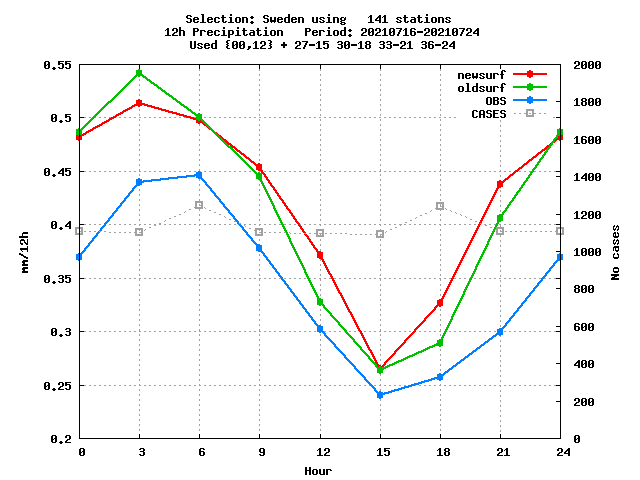 Selection: Sweden using   141 stations
12h Precipitation   Period: 20210716-20210724
Used {00,12} + 27-15 30-18 33-21 36-24
newsurf
oldsurf
OBS
CASES
0.55
0.5
0.45
0.4
0.35
0.3
0.25
0.2
mm/12h
2000
1800
1600
1400
1200
1000
800
600
400
200
0
No cases
0 3 6 9 12 15 18 21 24
Hour